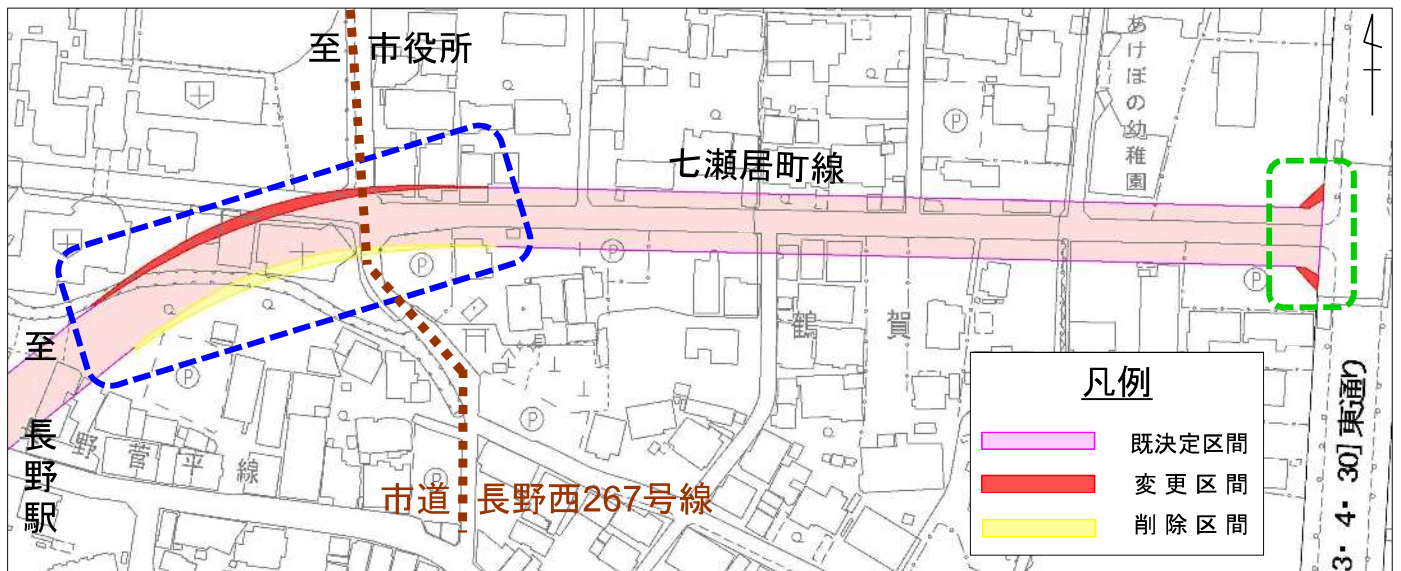 至 市役所
あけぼの幼稚園
七瀬居町線
鶴賀
至長野駅
長野菅平線
市道 長野西267号線
3・4・30]東通り
凡例
既決定区間
変更区間
削除区間
P
P
P
P
P
P
P